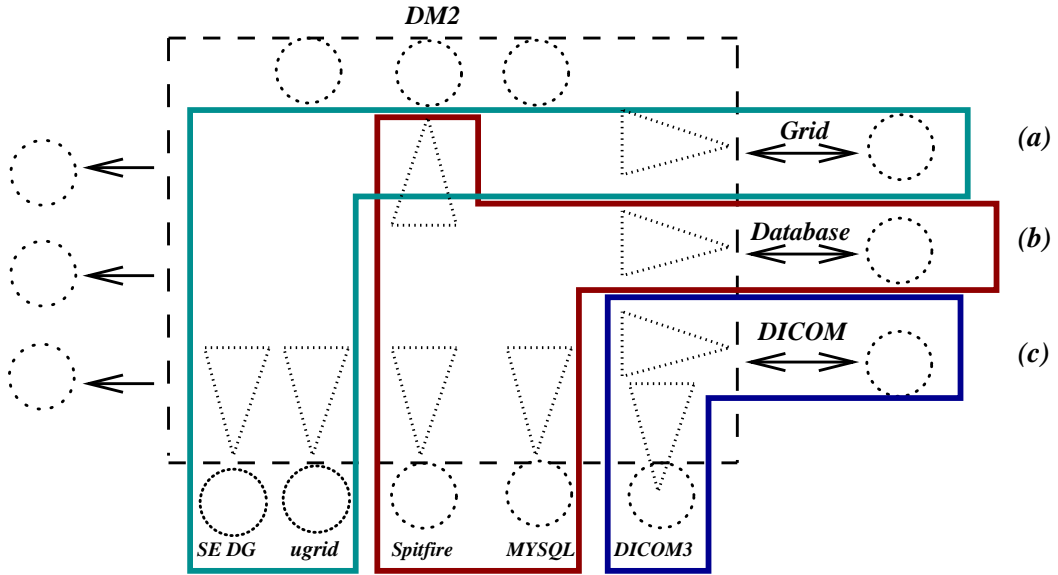 DM2
Grid (a)
Database (b)
DICOM (c)
SE DG ugrid Spitfire MYSQL DICOM3